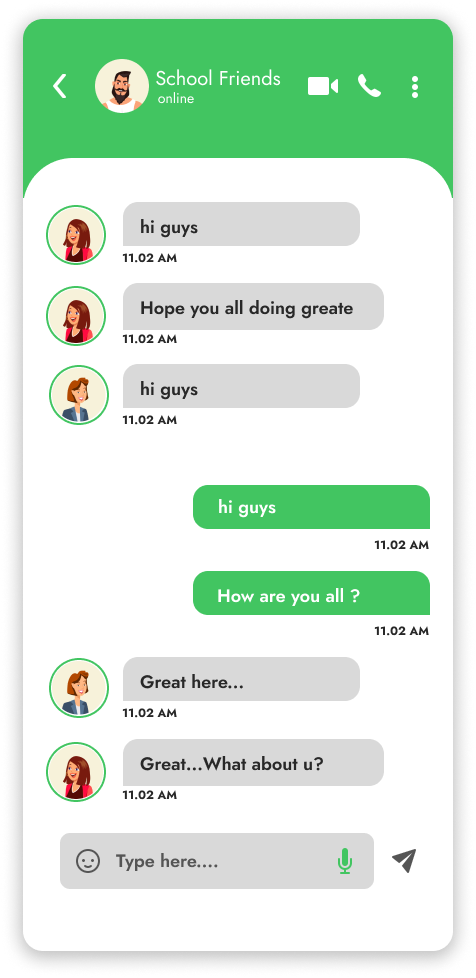 School Friends
online
hi guys
11.02 AM
Hope you all doing greate
11.02 AM
hi guys
11.02 AM
hi guys
11.02 AM
How are you all ?
11.02 AM
Great here...
11.02 AM
Great...What about u?
11.02 AM
Type here....